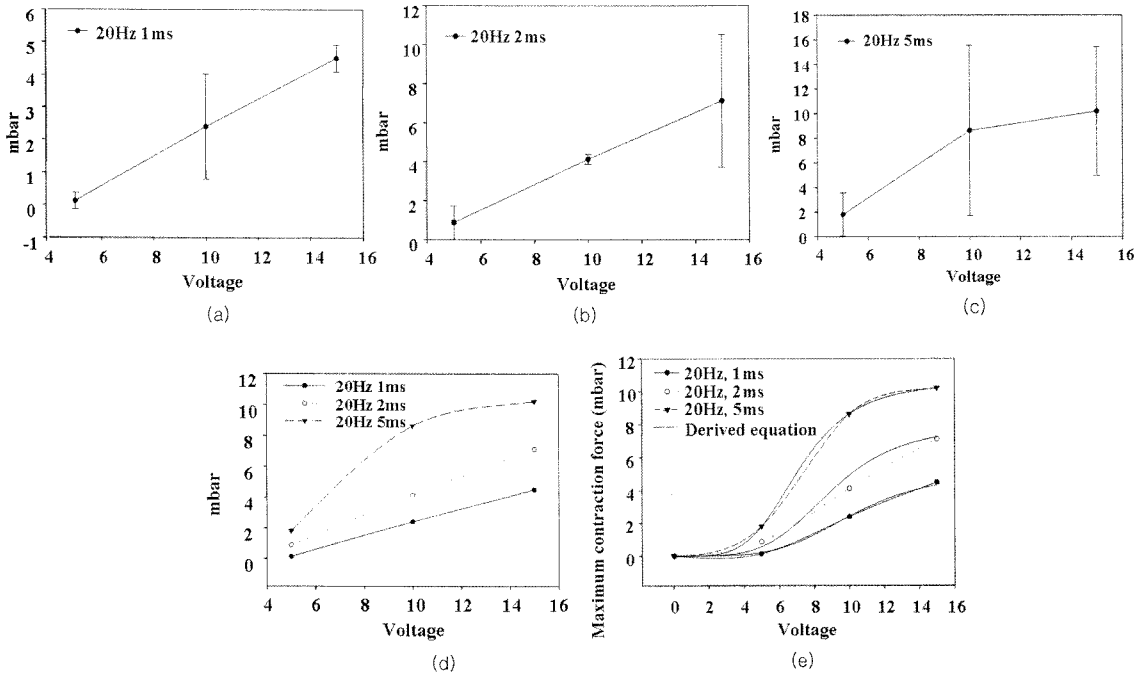 6
5
4
3
2
1
0
-1
mbar
20Hz 1ms
4 6 8 10 12 14 16
Voltage
(a)
12
10
8
6
4
2
0
mbar
20Hz 2ms
4 6 8 10 12 14 16
Voltage
(b)
18
16
14
12
10
8
6
4
2
0
mbar
20Hz 5ms
4 6 8 10 12 14 16
Voltage
(c)
12
10
8
6
4
2
0
mbar
20Hz 1ms
20Hz 2ms
20Hz 5ms
4 6 8 10 12 14 16
Voltage
(d)
Maximum contraction force (mbar)
12
10
8
6
4
2
0
20Hz, 1ms
20Hz, 2ms
20Hz, 5ms
Derived equation
0 2 4 6 8 10 12 14 16
Voltage
(e)